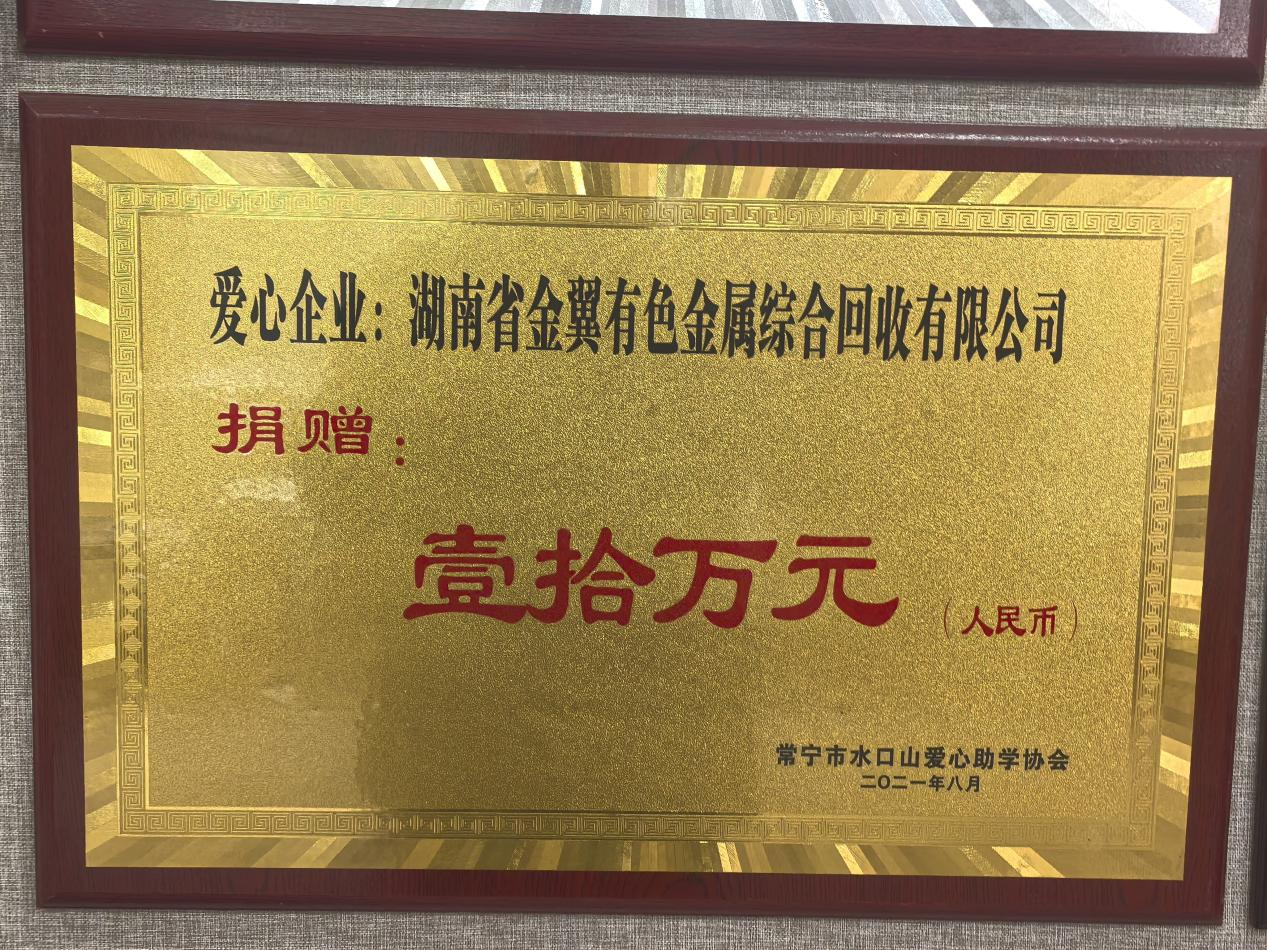 爱心企业：湖南省金翼有色金属综合回收有限公司
捐赠：
壹拾万元（人民币）
常宁市水口山爱心助学协会
二〇二一年八月